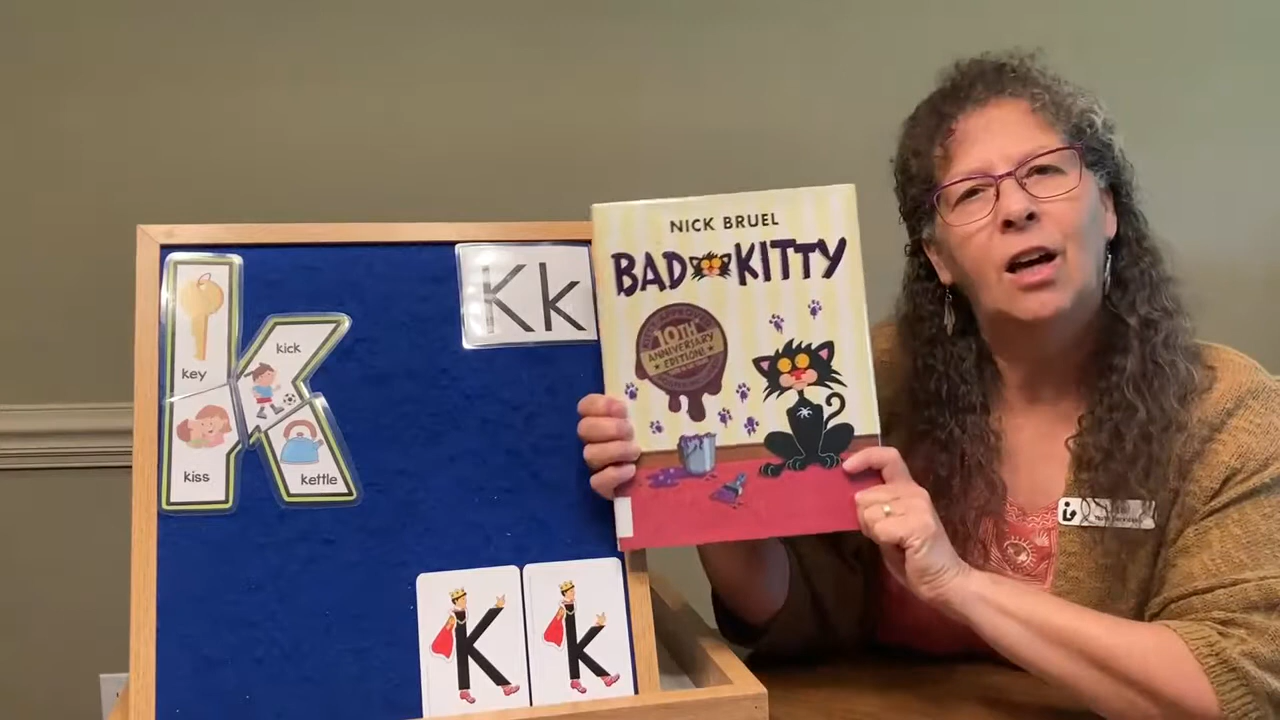 key
kick
kiss
kettle
Kk
NICK BRUEL
BAD KITTY
10TH
ANNIVERSARY
EDITION!
K
k